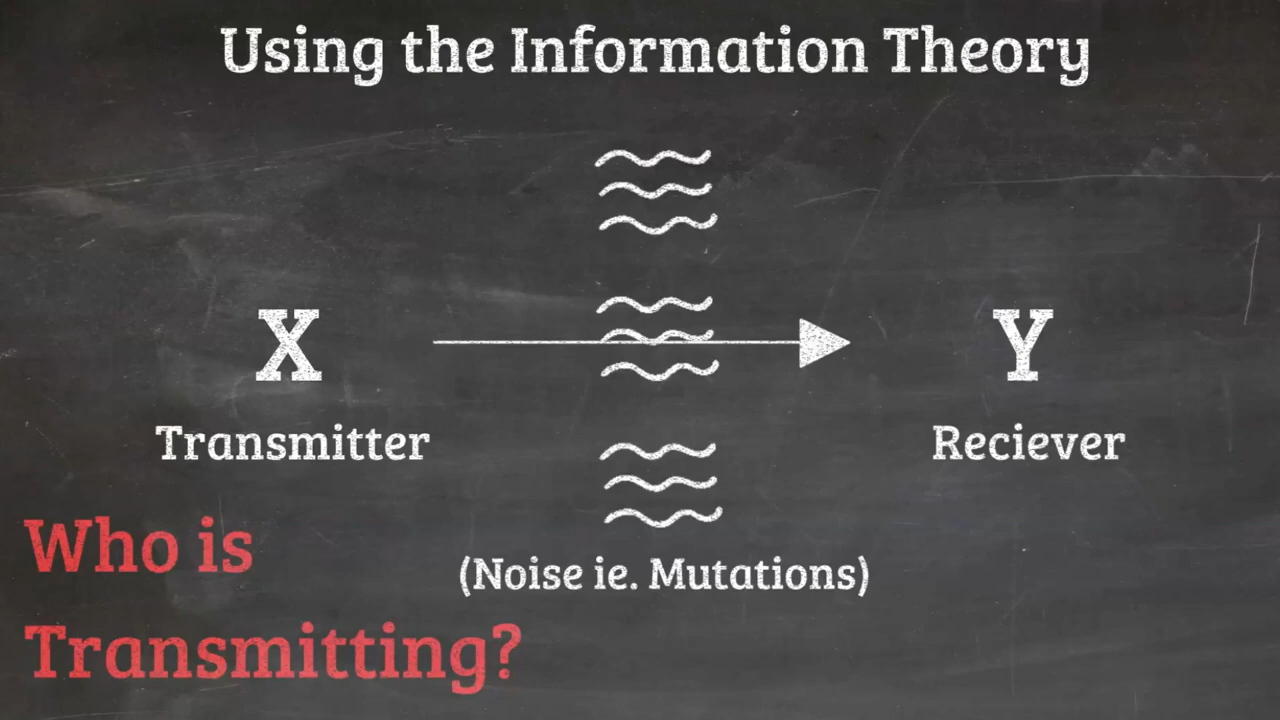 Using the Information Theory
X
Y
Transmitter
Reciever
Who is
Transmitting?
(Noise ie. Mutations)